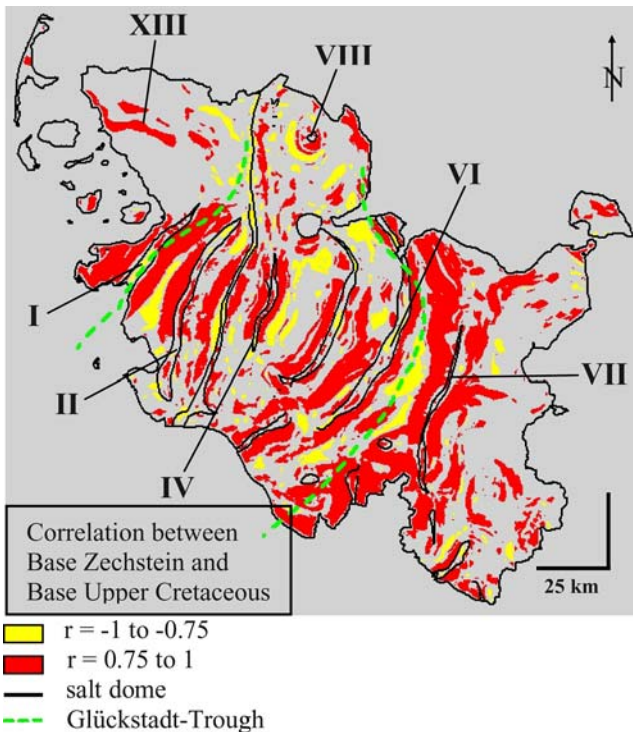 XIII
VIII
N
VI
I
II
VII
IV
Correlation between
Base Zechstein and
Base Upper Cretaceous
25 km
r = -1 to -0.75
r = 0.75 to 1
salt dome
Glückstadt-Trough